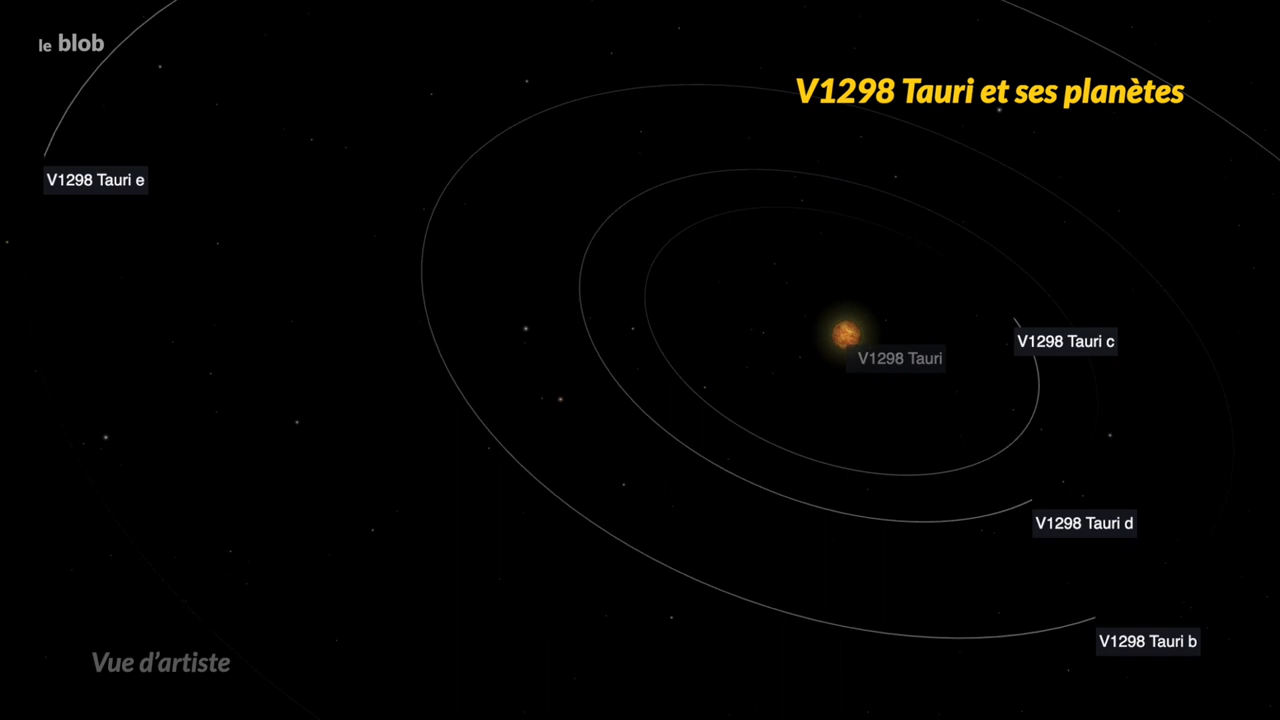 le blob
V1298 Tauri et ses planètes
V1298 Tauri e
V1298 Tauri c
V1298 Tauri
V1298 Tauri d
V1298 Tauri b
Vue d’artiste